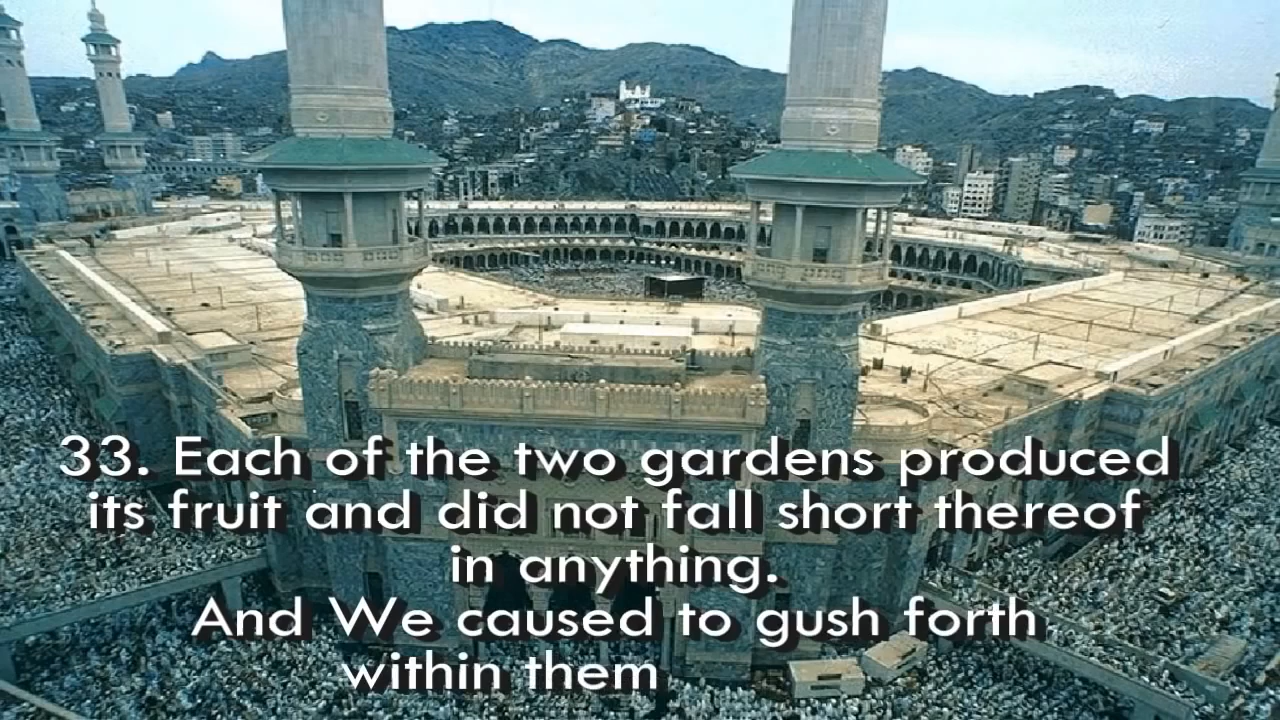 33. Each of the two gardens produced
its fruit and did not fall short thereof
in anything.
And We caused to gush forth
within them